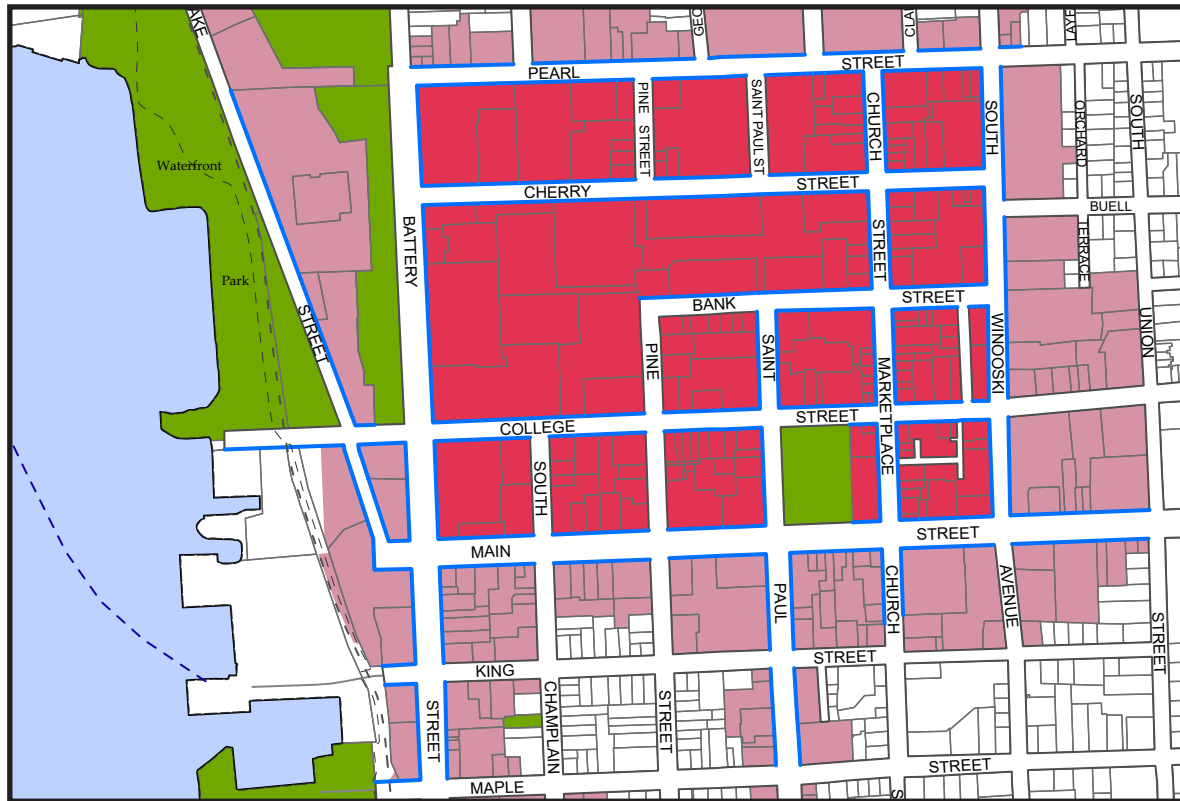 PEARL
STREET
Waterfront
PINE STREET
SAINT PAUL ST
CHURCH
SOUTH
ORCHARD
SOUTH
CHERRY
STREET
BUELL
BATTERY
STREET
TERRACE
Park
STREET
BANK
STREET
PINE
SAINT
MARKETPLACE
WINOOSKI
UNION
COLLEGE
STREET
SOUTH
MAIN
STREET
PAUL
CHURCH
AVENUE
STREET
KING
STREET
STREET
CHAMPLAIN
STREET
MAPLE
STREET